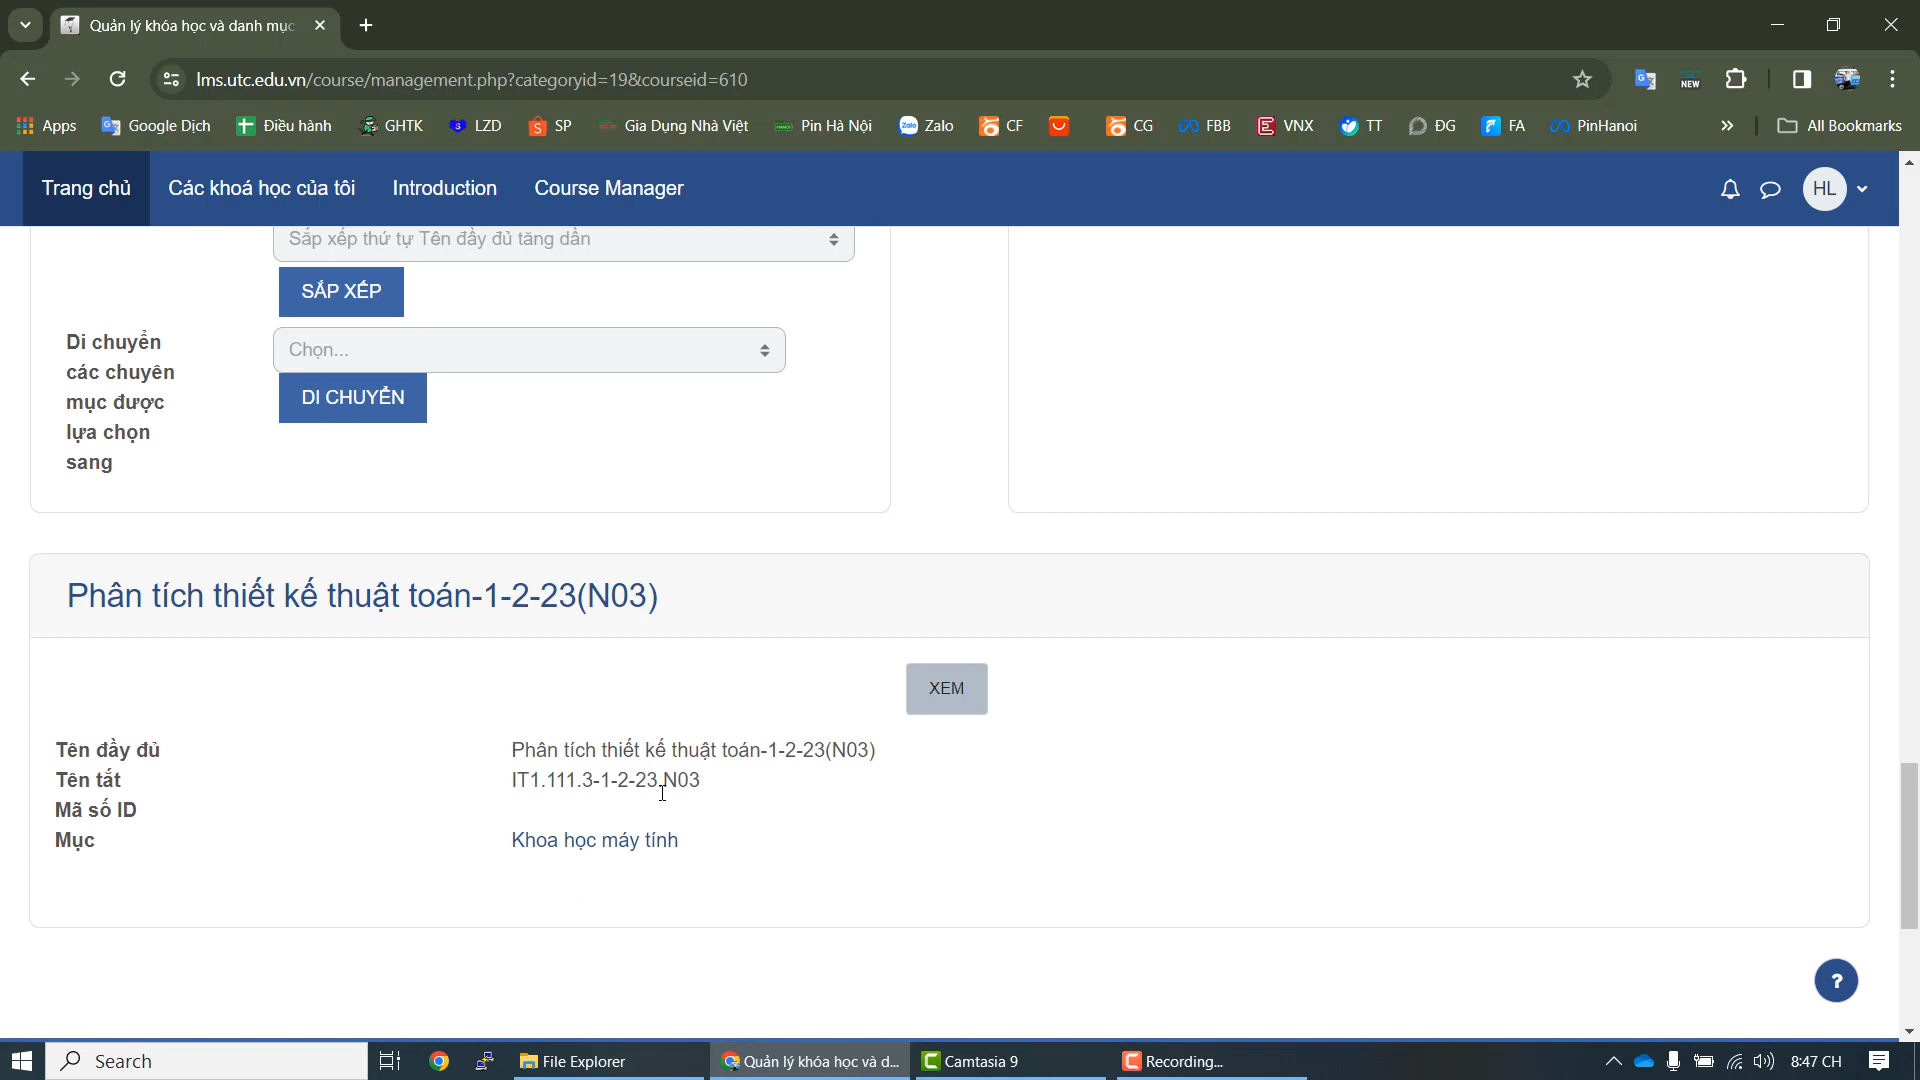 Quản lý khóa học và danh mục
lms.utc.edu.vn/course/management.php?categoryid=19&courseid=610
NEW
Apps Google Dịch Điều hành GHTK LZD SP Gia Dụng Nhà Việt Pin Hà Nội Zalo CF CG FBB VNX TT ĐG FA PinHanoi » All Bookmarks
Trang chủ Các khoá học của tôi Introduction Course Manager HL
Sắp xếp thứ tự Tên đầy đủ tăng dần
SẮP XẾP
Di chuyển
các chuyên
mục được
lựa chọn
sang
Chọn...
DI CHUYỂN
Phân tích thiết kế thuật toán-1-2-23(N03)
XEM
Tên đầy đủ Phân tích thiết kế thuật toán-1-2-23(N03)
Tên tắt IT1.111.3-1-2-23.N03
Mã số ID
Mục Khoa học máy tính
?
Search File Explorer Quản lý khóa học và d... Camtasia 9 Recording... 8:47 CH